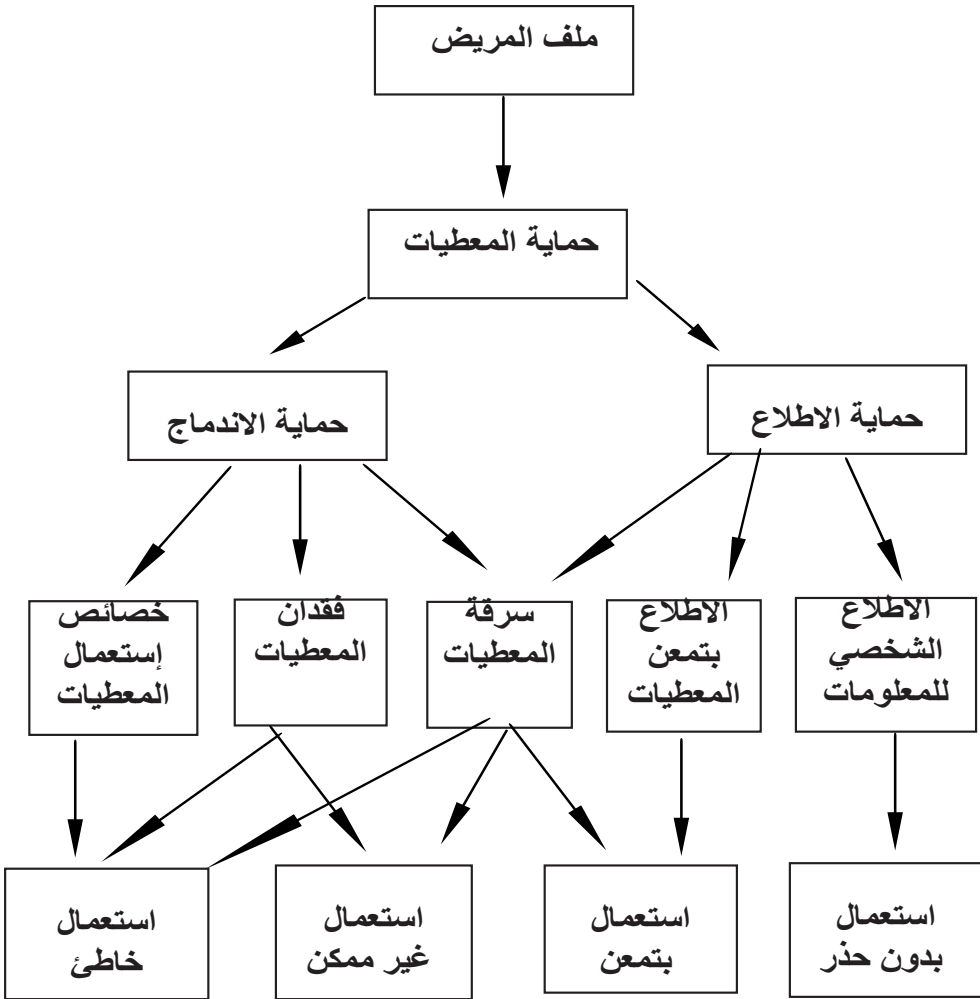 ملف المريض
حماية المعطيات
حماية الاطلاع
حماية الاندماج
الاطلاع
الشخصي
للمعلومات
الاطلاع
بتمعن
المعطيات
سرقة
المعطيات
فقدان
المعطيات
خصائص
إستعمال
المعطيات
استعمال
بدون حذر
استعمال
بتمعن
استعمال
غير ممكن
استعمال
خاطئ